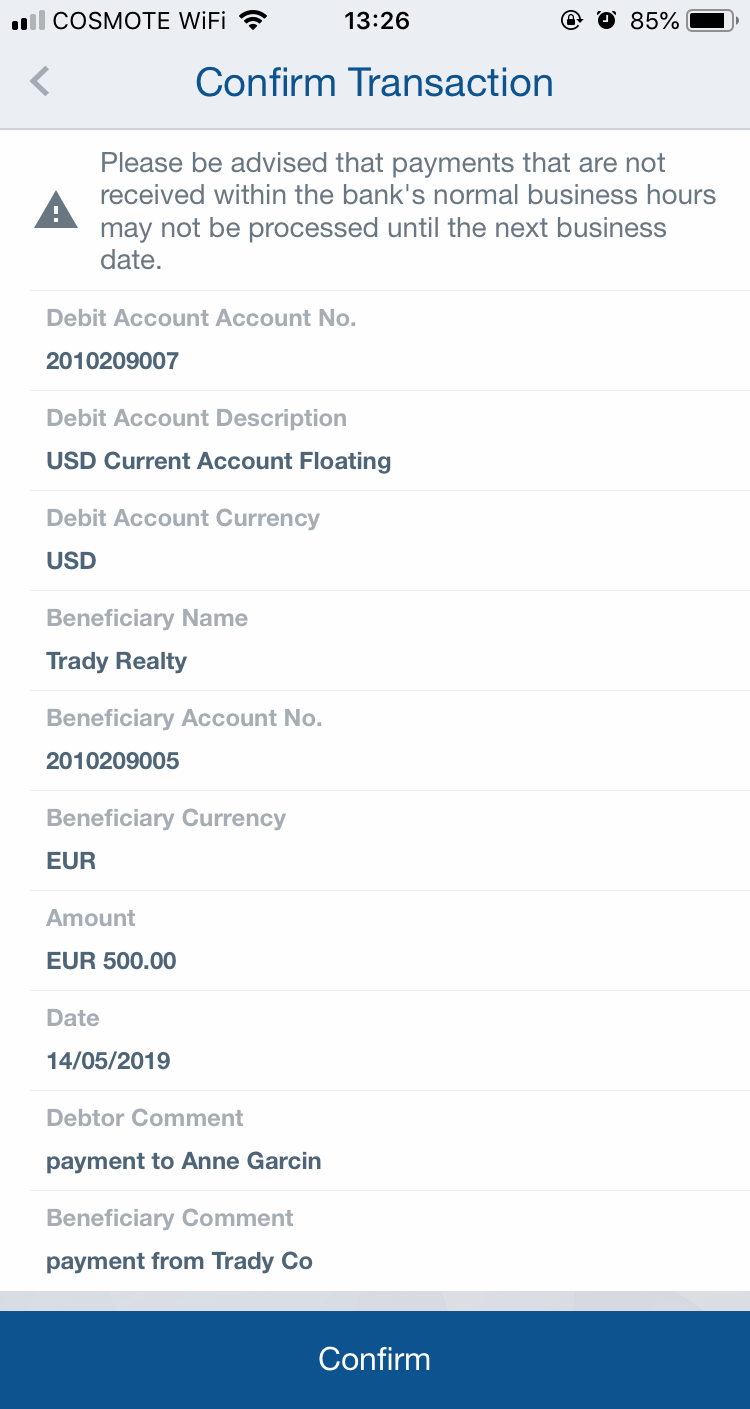 COSMOTE WiFi 13:26 85%
Confirm Transaction
Please be advised that payments that are not
received within the bank's normal business hours
may not be processed until the next business
date.
Debit Account Account No.
2010209007
Debit Account Description
USD Current Account Floating
Debit Account Currency
USD
Beneficiary Name
Trady Realty
Beneficiary Account No.
2010209005
Beneficiary Currency
EUR
Amount
EUR 500.00
Date
14/05/2019
Debtor Comment
payment to Anne Garcin
Beneficiary Comment
payment from Trady Co
Confirm